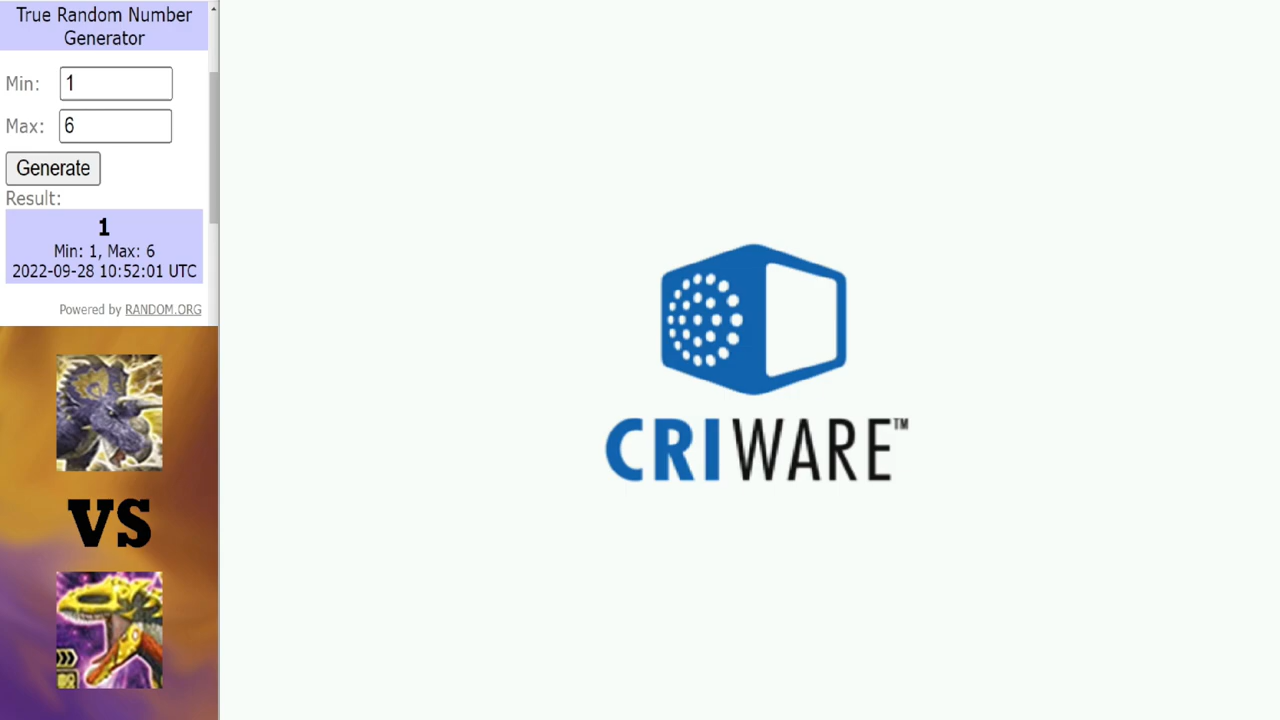 True Random Number
Generator
Min: 1
Max: 6
Generate
Result:
1
Min: 1, Max: 6
2022-09-28 10:52:01 UTC
Powered by RANDOM.ORG
VS
CRIWARE™